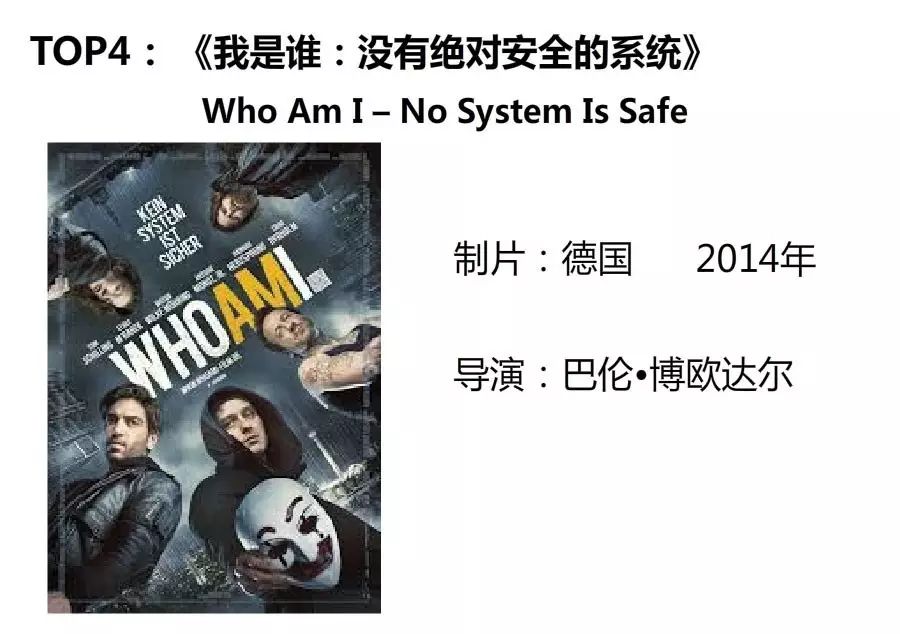 TOP4：《我是谁：没有绝对安全的系统》
Who Am I – No System Is Safe
KEIN
SYSTEM
IST
SICHER
WHOAMI
制片：德国 2014年
导演：巴伦•博欧达尔